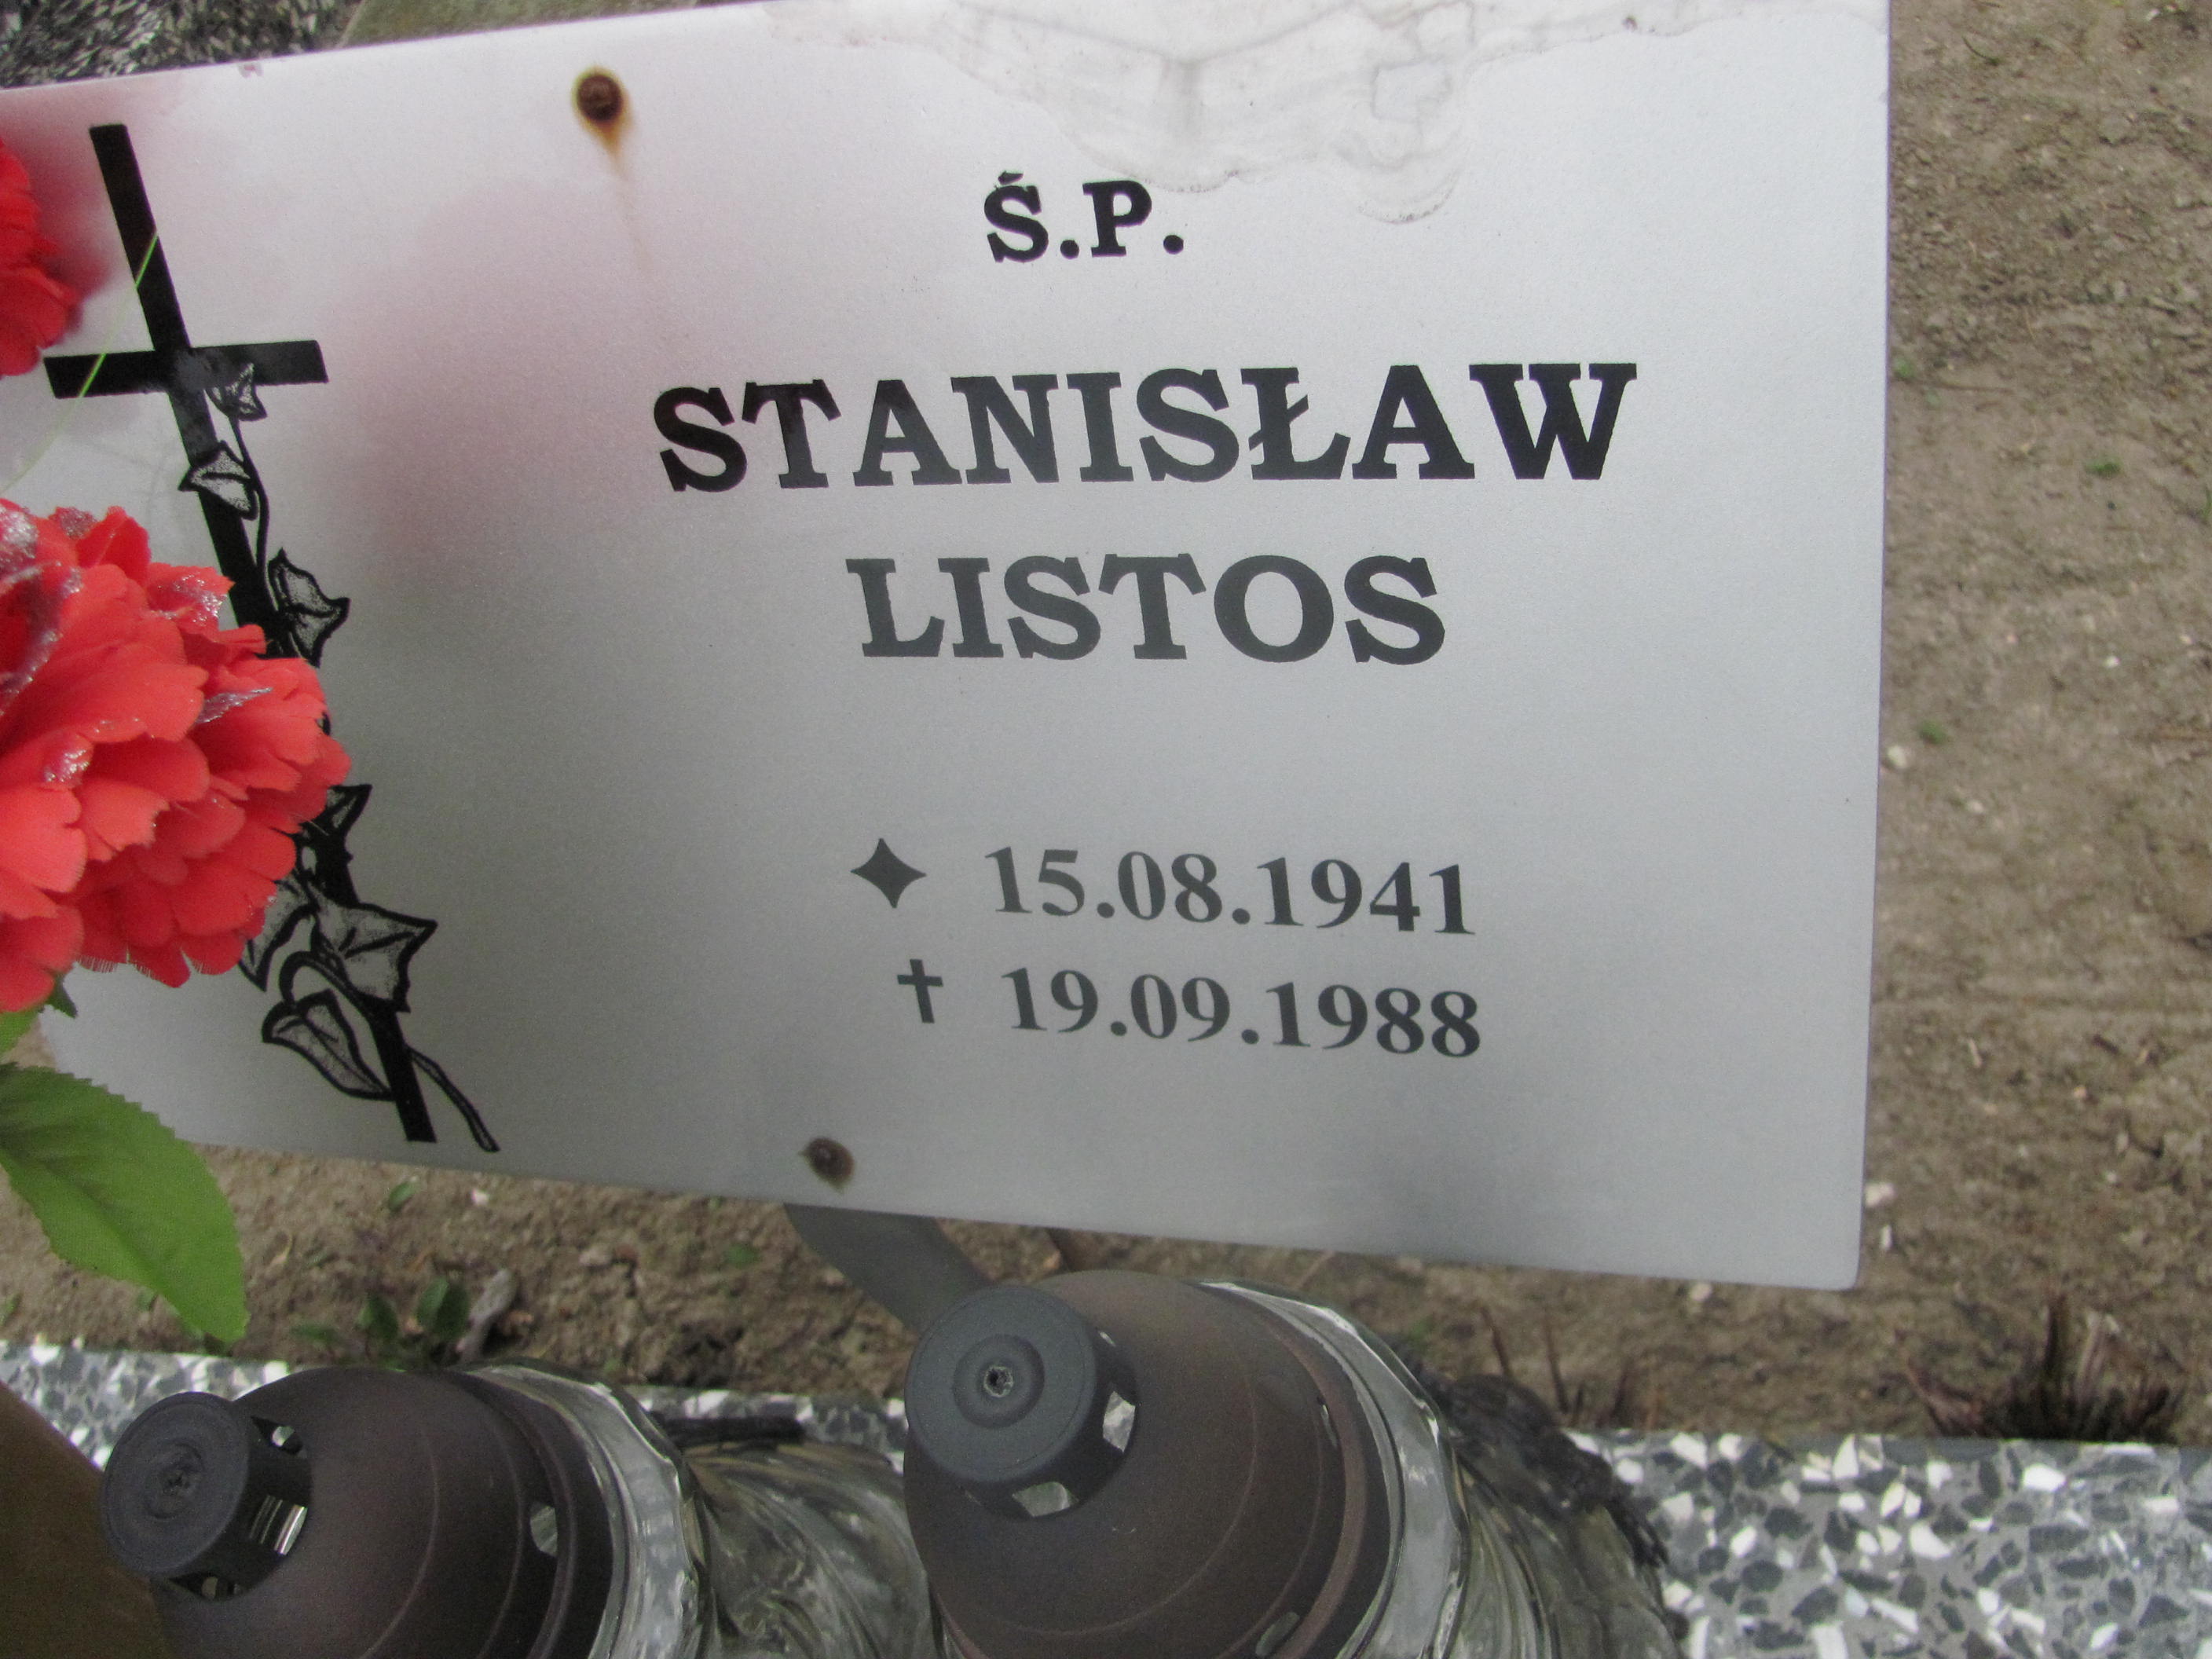 Ś.P.
STANISŁAW
LISTOS
✦ 15.08.1941
✝ 19.09.1988